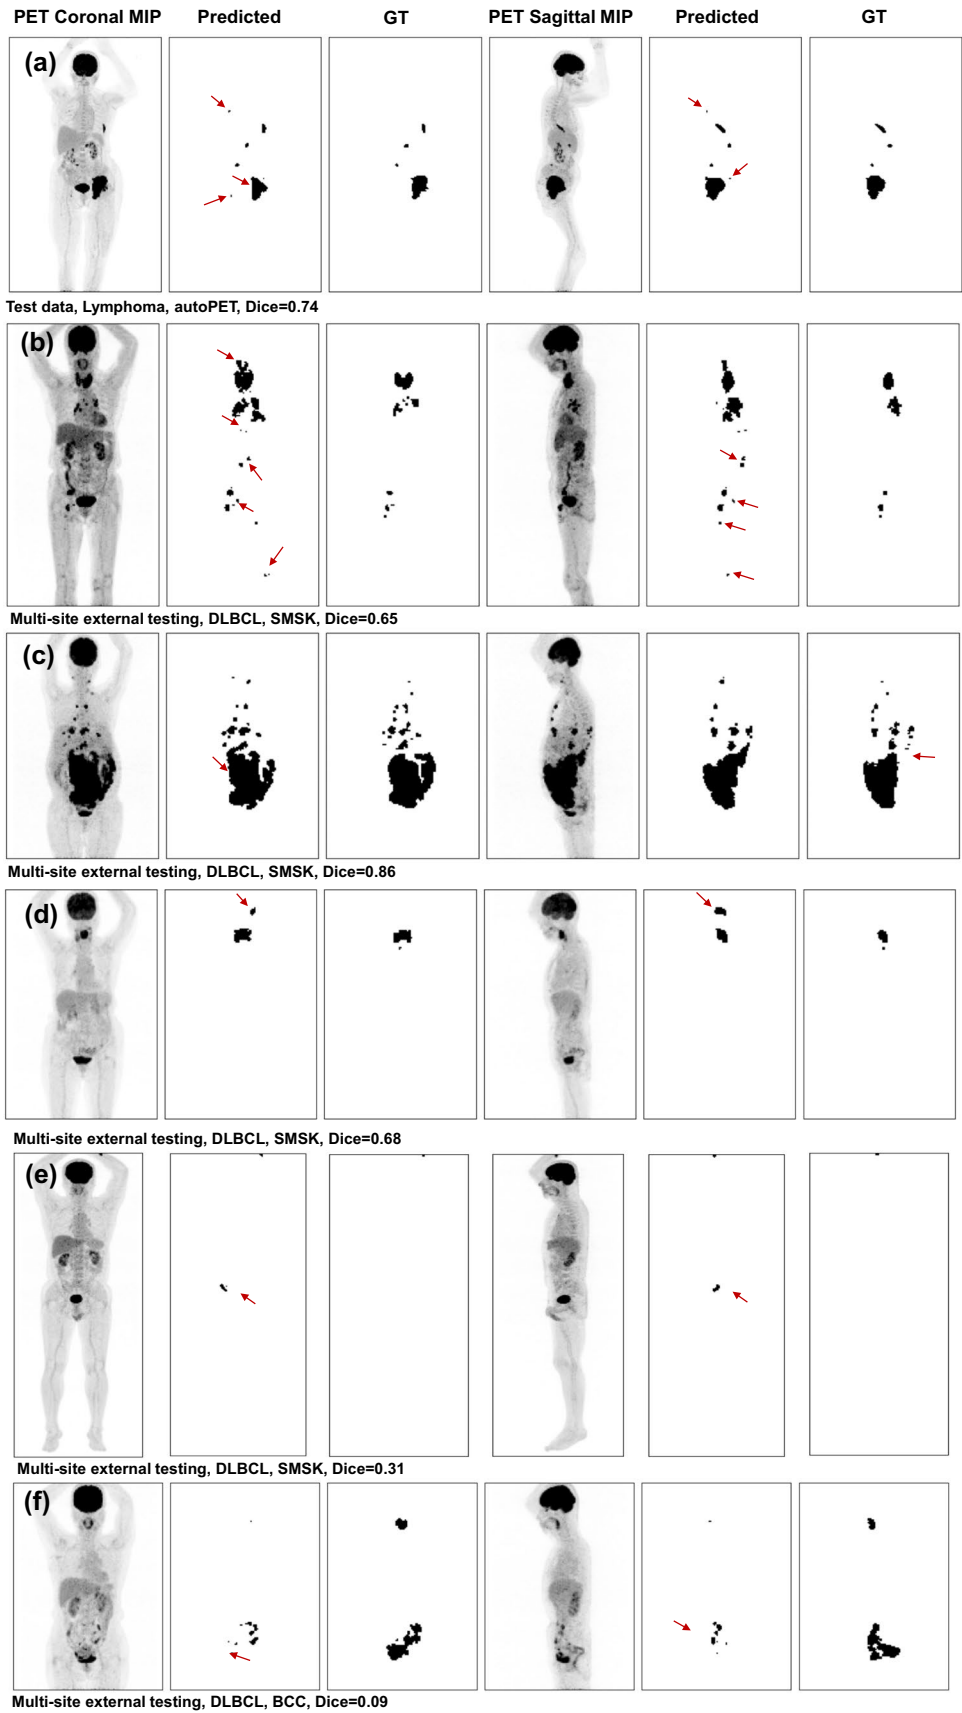 PET Coronal MIP Predicted GT PET Sagittal MIP Predicted GT
(a)
Test data, Lymphoma, autoPET, Dice=0.74
(b)
Multi-site external testing, DLBCL, SMSK, Dice=0.65
(c)
Multi-site external testing, DLBCL, SMSK, Dice=0.86
(d)
Multi-site external testing, DLBCL, SMSK, Dice=0.68
(e)
Multi-site external testing, DLBCL, SMSK, Dice=0.31
(f)
Multi-site external testing, DLBCL, BCC, Dice=0.09